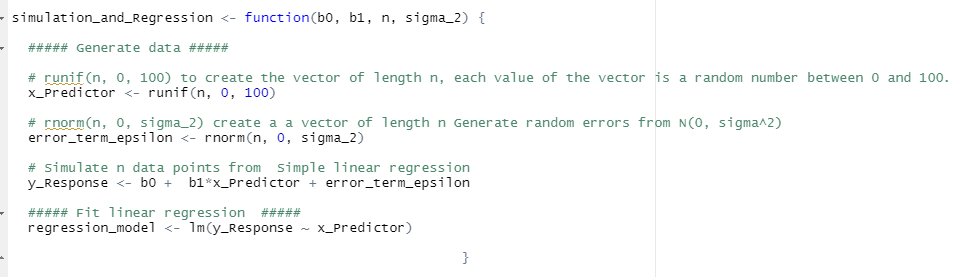 simulation_and_Regression <- function(b0, b1, n, sigma_2) {
##### Generate data #####
# runif(n, 0, 100) to create the vector of length n, each value of the vector is a random number between 0 and 100.
x_Predictor <- runif(n, 0, 100)
# rnorm(n, 0, sigma_2) create a a vector of length n Generate random errors from N(0, sigma^2)
error_term_epsilon <- rnorm(n, 0, sigma_2)
# Simulate n data points from  Simple linear regression
y_Response <- b0 +  b1*x_Predictor + error_term_epsilon
##### Fit linear regression  #####
regression_model <- lm(y_Response ~ x_Predictor)
}